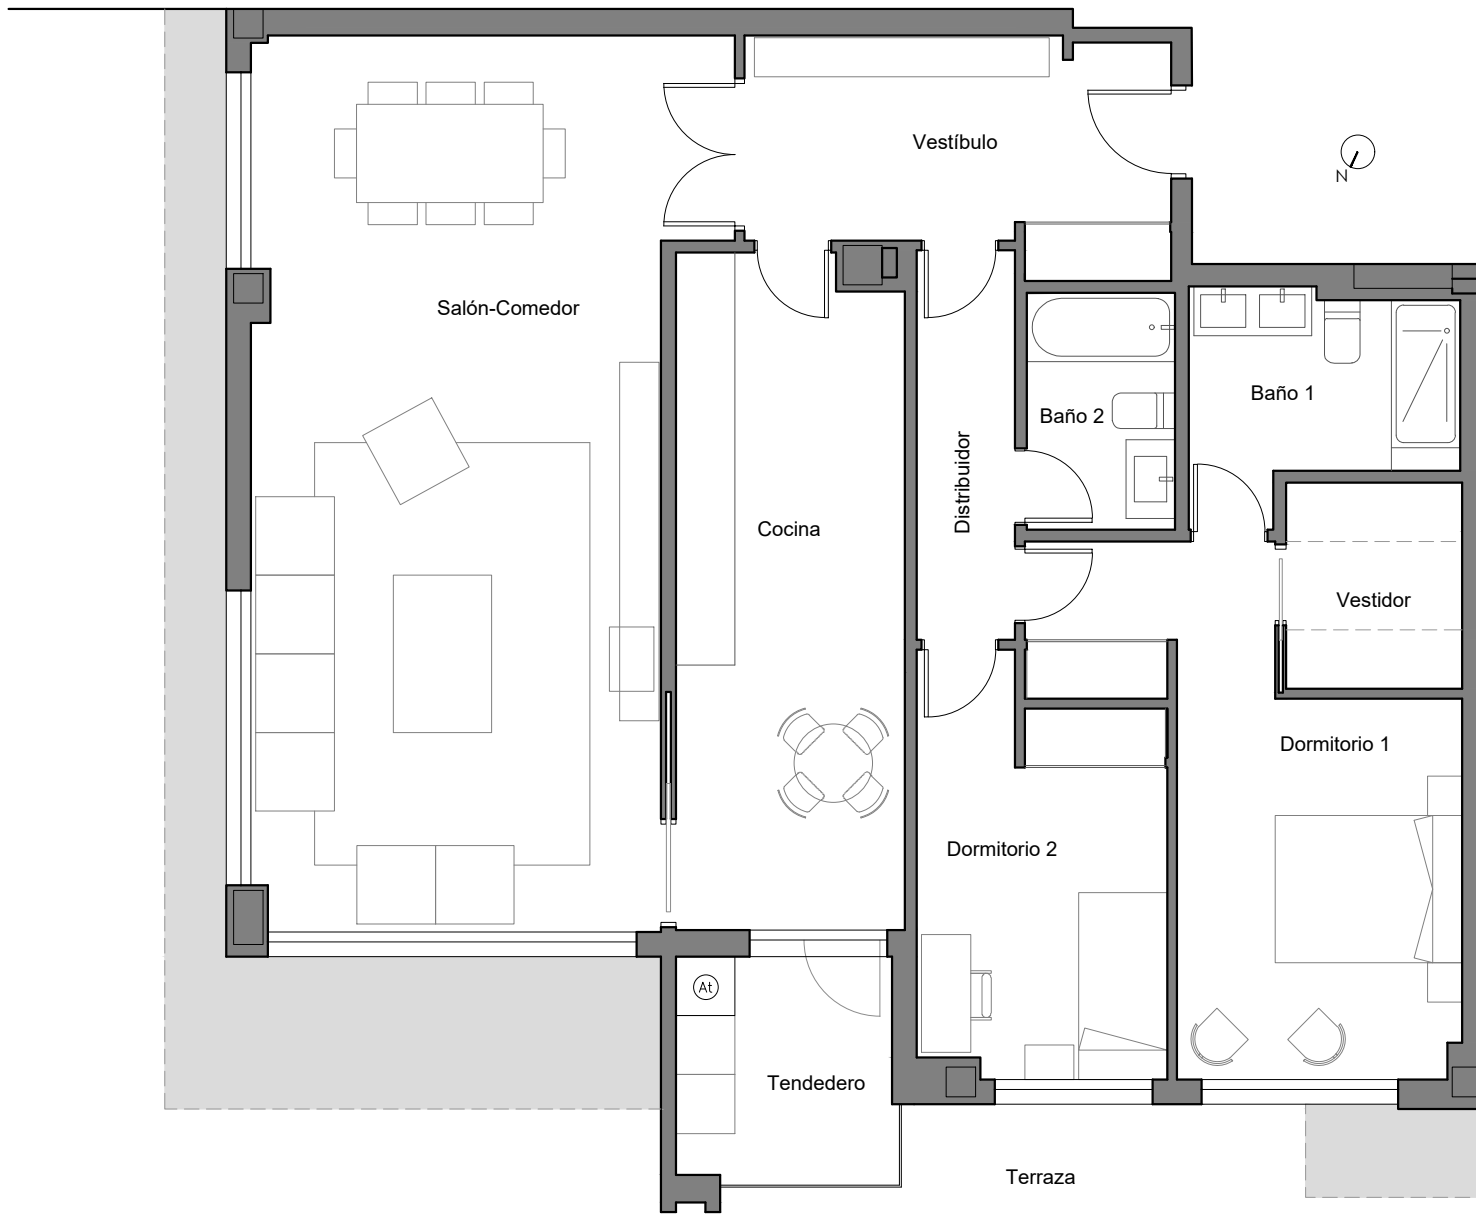 Vestíbulo
N
Salón-Comedor
Baño 1
Baño 2
Distribuidor
Cocina
Vestidor
Dormitorio 1
Dormitorio 2
At
Tendedero
Terraza